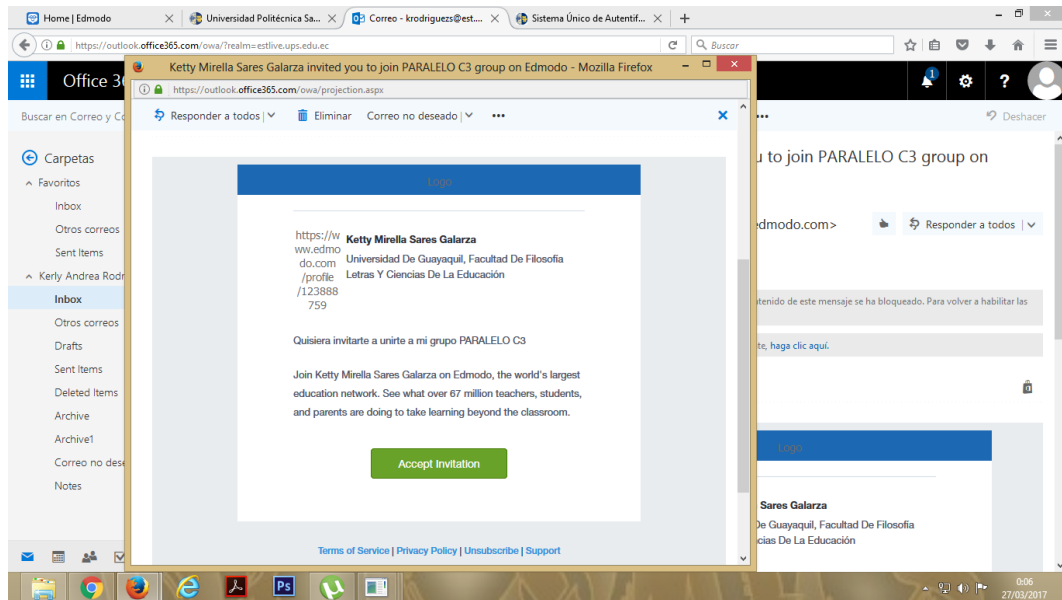 Home | Edmodo
Universidad Politécnica Sa...
Correo - krodriguezs@est....
Sistema Único de Autentif...
https://outlook.office365.com/owa/?realm=estlive.ups.edu.ec
Buscar
Office 3
1
?
Buscar en Correo y Co
Deshacer
Carpetas
Favoritos
Inbox
Otros correos
Sent Items
Kerly Andrea Rodr
Inbox
Otros correos
Drafts
Sent Items
Deleted Items
Archive
Archive1
Correo no dese
Notes
Ketty Mirella Sares Galarza invited you to join PARALELO C3 group on Edmodo - Mozilla Firefox
https://outlook.office365.com/owa/projection.aspx
Responder a todos |
Eliminar
Correo no deseado |
Logo
https://w
ww.edmo
do.com
/profile
/123888
759
Ketty Mirella Sares Galarza
Universidad De Guayaquil, Facultad De Filosofía
Letras Y Ciencias De La Educación
Quisiera invitarte a unirte a mi grupo PARALELO C3
Join Ketty Mirella Sares Galarza on Edmodo, the world's largest
education network. See what over 67 million teachers, students,
and parents are doing to take learning beyond the classroom.
Accept Invitation
Terms of Service | Privacy Policy | Unsubscribe | Support
u to join PARALELO C3 group on
edmodo.com>
Responder a todos |
ntenido de este mensaje se ha bloqueado. Para volver a habilitar las
te, haga clic aquí.
Logo
Sares Galarza
De Guayaquil, Facultad De Filosofía
cias De La Educación
Ps
0:06
27/03/2017